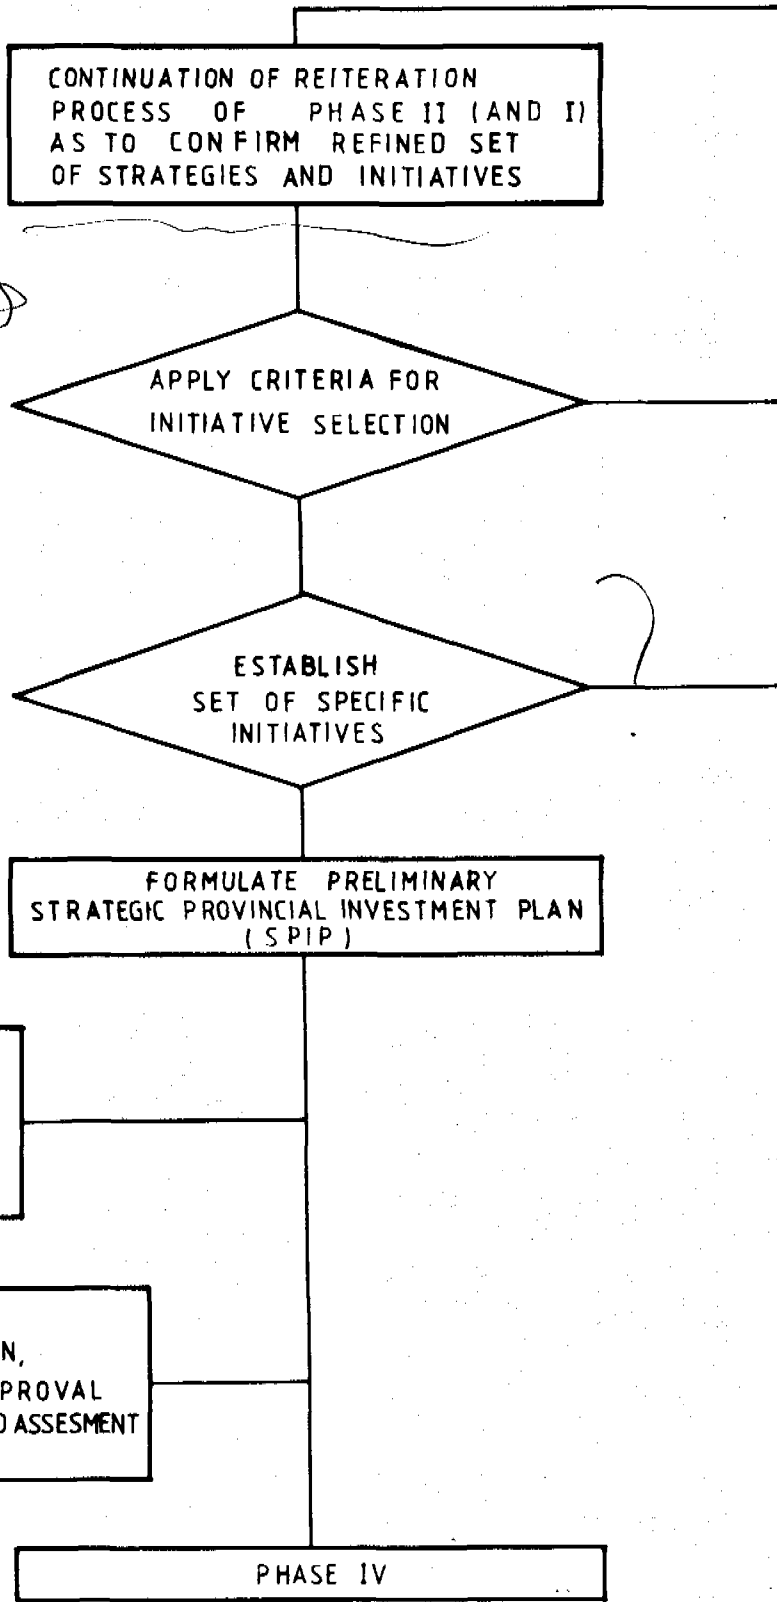 CONTINUATION OF REITERATION
PROCESS OF PHASE II (AND I)
AS TO CONFIRM REFINED SET
OF STRATEGIES AND INITIATIVES
APPLY CRITERIA FOR
INITIATIVE SELECTION
ESTABLISH
SET OF SPECIFIC
INITIATIVES
FORMULATE PRELIMINARY
STRATEGIC PROVINCIAL INVESTMENT PLAN
(SPIP)
N,
PROVAL
ASSESMENT
PHASE IV